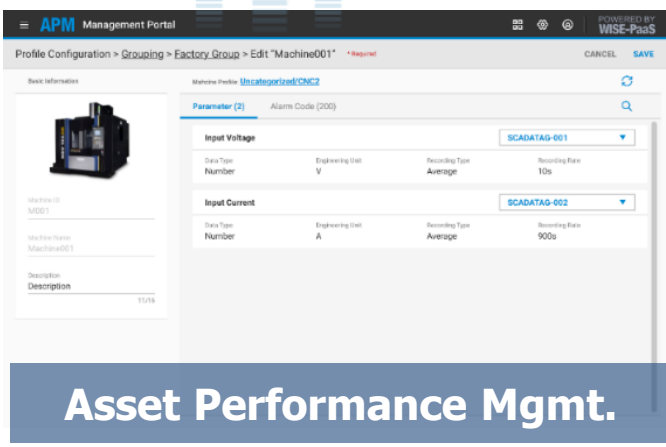 ≡ APM Management Portal
POWERED BY
WISE-PaaS
Profile Configuration > Grouping > Factory Group > Edit "Machine001" * Required CANCEL SAVE
Basic Information
Machine Profile Uncategorized/CNC2
Parameter (2) Alarm Code (200)
Input Voltage SCADATAG-001
Data Type Engineering Unit Recording Type Recording Rate
Number V Average 10s
Input Current SCADATAG-002
Data Type Engineering Unit Recording Type Recording Rate
Number A Average 900s
Machine ID
M001
Machine Name
Machine001
Description
Description
11/16
Asset Performance Mgmt.